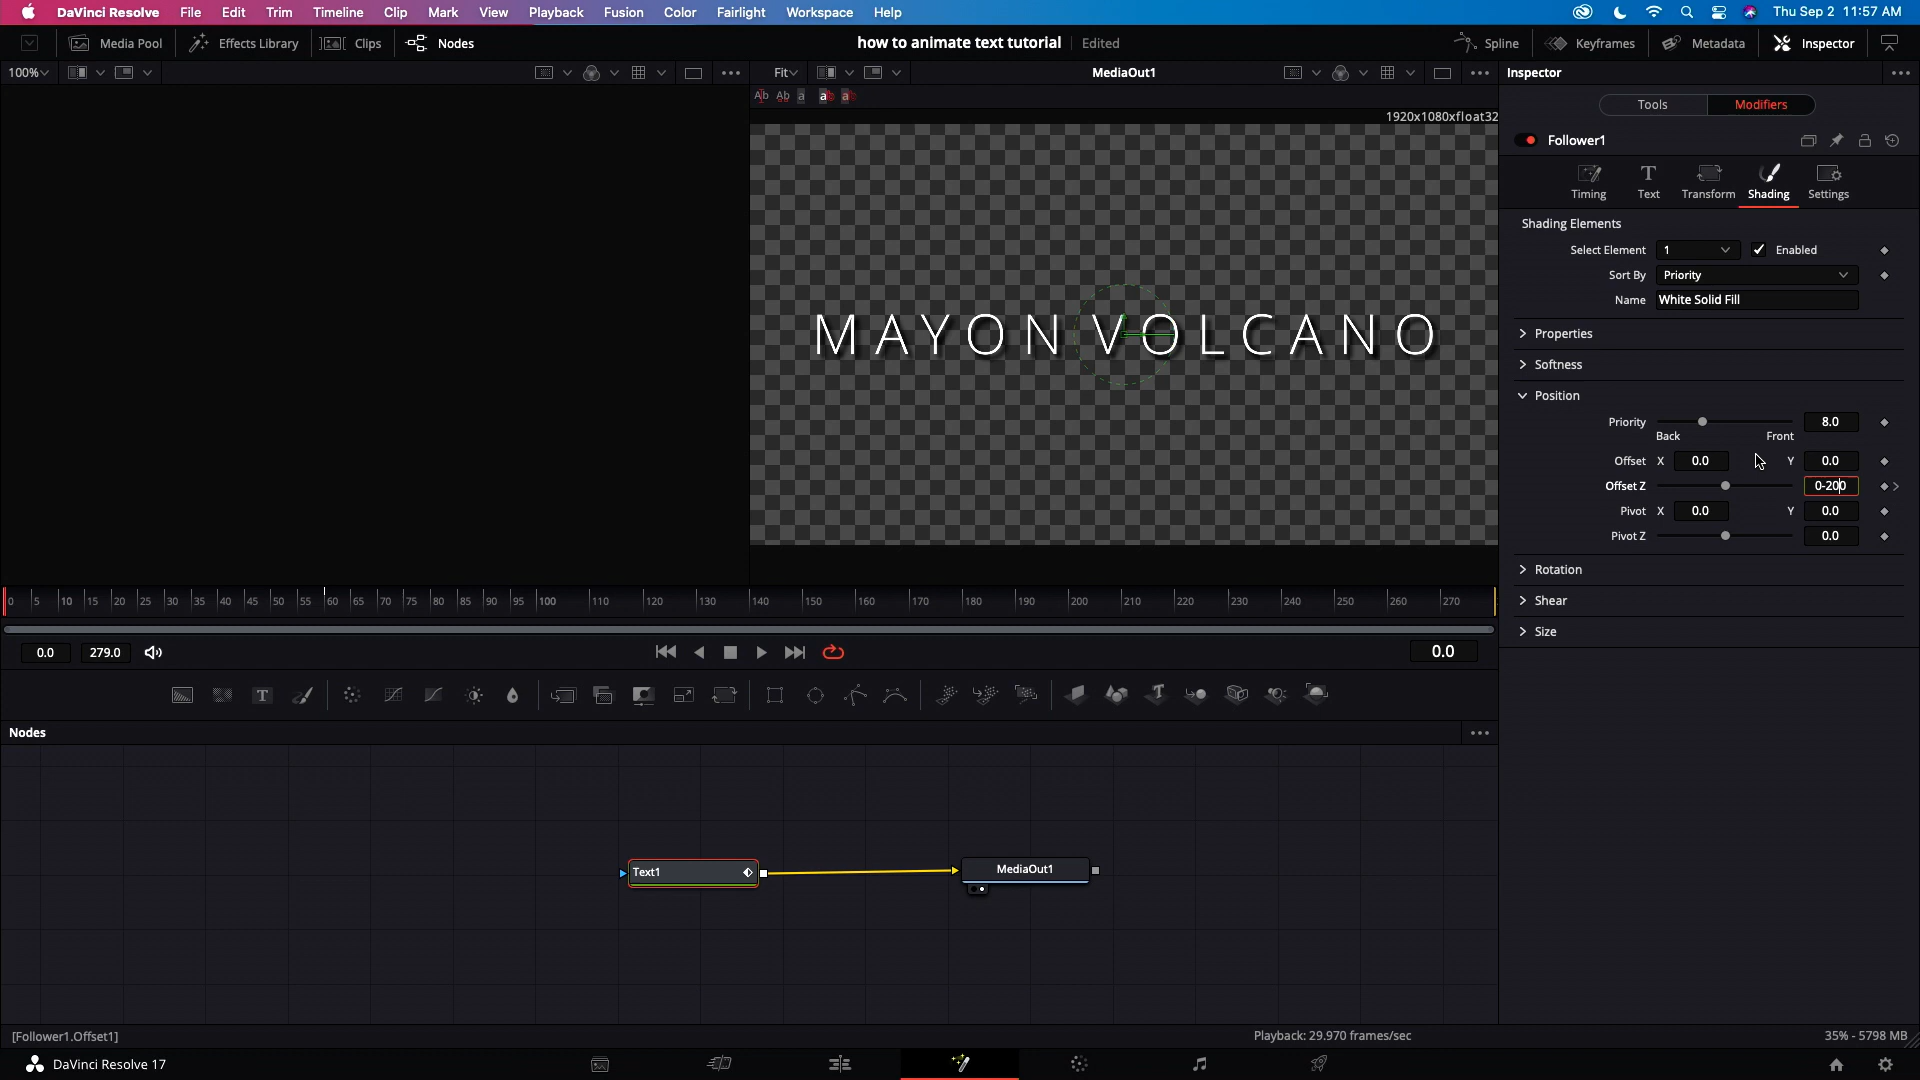 DaVinci Resolve File Edit Trim Timeline Clip Mark View Playback Fusion Color Fairlight Workspace Help Thu Sep 2 11:57 AM
Media Pool Effects Library Clips Nodes how to animate text tutorial Edited Spline Keyframes Metadata Inspector
100% Fit MediaOut1 Inspector
Ab Ab a ab ab
Tools Modifiers
1920x1080xfloat32
Follower1
Timing Text Transform Shading Settings
Shading Elements
Select Element 1 Enabled
Sort By Priority
Name White Solid Fill
MAYON VOLCANO
Properties
Softness
Position
Priority 8.0
Back Front
Offset X 0.0 Y 0.0
Offset Z 0-200
Pivot X 0.0 Y 0.0
Pivot Z 0.0
Rotation
Shear
Size
0 5 10 15 20 25 30 35 40 45 50 55 60 65 70 75 80 85 90 95 100 110 120 130 140 150 160 170 180 190 200 210 220 230 240 250 260 270
0.0 279.0 0.0
T
Nodes
Text1 MediaOut1
[Follower1.Offset1] Playback: 29.970 frames/sec 35% - 5798 MB
DaVinci Resolve 17